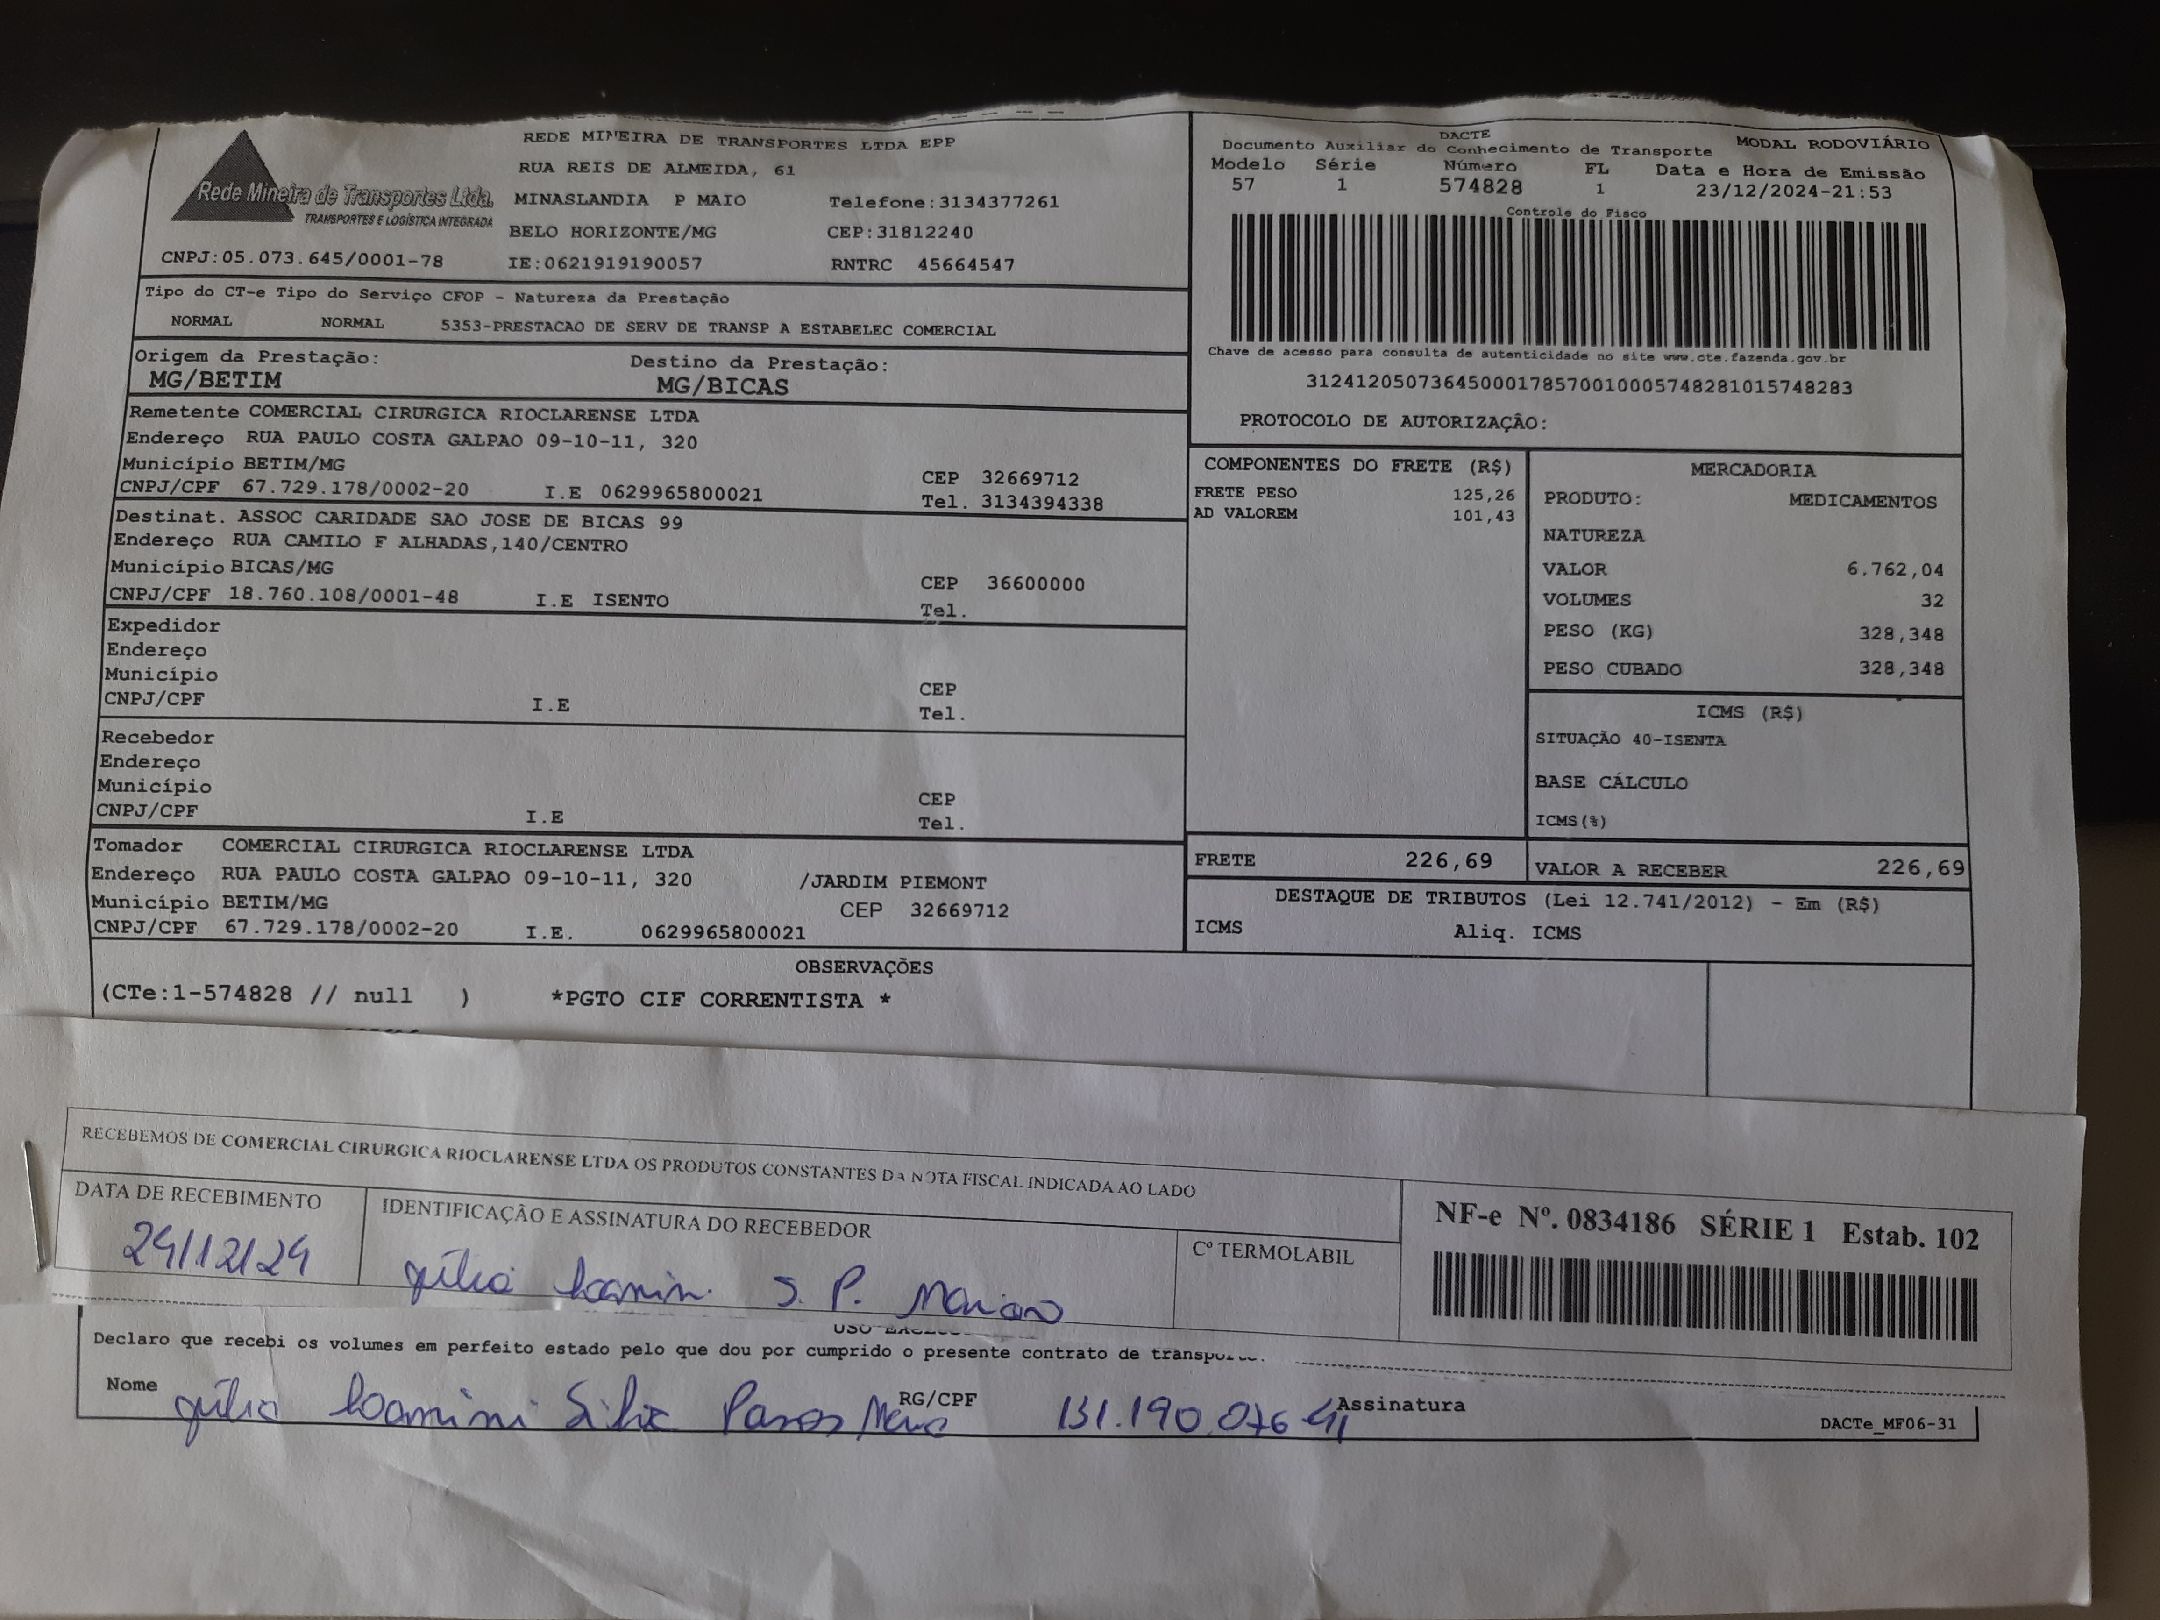 REDE MINEIRA DE TRANSPORTES LTDA EPP
RUA REIS DE ALMEIDA, 61
MINASLANDIA P MAIO Telefone:3134377261
BELO HORIZONTE/MG CEP:31812240
CNPJ:05.073.645/0001-78 IE:0621919190057 RNTRC 45664547
Rede Mineira de Transportes Ltda.
TRANSPORTES E LOGÍSTICA INTEGRADA
DACTE
Documento Auxiliar do Conhecimento de Transporte MODAL RODOVIÁRIO
Modelo Série Número FL Data e Hora de Emissão
57 1 574828 1 23/12/2024-21:53
Controle do Fisco
Chave de acesso para consulta de autenticidade no site www.cte.fazenda.gov.br
31241205073645000178570010005748281015748283
PROTOCOLO DE AUTORIZAÇÃO:
Tipo do CT-e Tipo do Serviço CFOP - Natureza da Prestação
NORMAL NORMAL 5353-PRESTACAO DE SERV DE TRANSP A ESTABELEC COMERCIAL
Origem da Prestação: Destino da Prestação:
MG/BETIM MG/BICAS
Remetente COMERCIAL CIRURGICA RIOCLARENSE LTDA
Endereço RUA PAULO COSTA GALPAO 09-10-11, 320
Município BETIM/MG CEP 32669712
CNPJ/CPF 67.729.178/0002-20 I.E 0629965800021 Tel. 3134394338
Destinat. ASSOC CARIDADE SAO JOSE DE BICAS 99
Endereço RUA CAMILO F ALHADAS,140/CENTRO
Município BICAS/MG CEP 36600000
CNPJ/CPF 18.760.108/0001-48 I.E ISENTO Tel.
Expedidor
Endereço
Município CEP
CNPJ/CPF I.E Tel.
Recebedor
Endereço
Município CEP
CNPJ/CPF I.E Tel.
Tomador COMERCIAL CIRURGICA RIOCLARENSE LTDA
Endereço RUA PAULO COSTA GALPAO 09-10-11, 320 /JARDIM PIEMONT
Município BETIM/MG CEP 32669712
CNPJ/CPF 67.729.178/0002-20 I.E. 0629965800021
COMPONENTES DO FRETE (R$)
FRETE PESO 125,26
AD VALOREM 101,43
MERCADORIA
PRODUTO: MEDICAMENTOS
NATUREZA
VALOR 6.762,04
VOLUMES 32
PESO (KG) 328,348
PESO CUBADO 328,348
ICMS (R$)
SITUAÇÃO 40-ISENTA
BASE CÁLCULO
ICMS(%)
FRETE 226,69 VALOR A RECEBER 226,69
DESTAQUE DE TRIBUTOS (Lei 12.741/2012) - Em (R$)
ICMS Aliq. ICMS
OBSERVAÇÕES
(CTe:1-574828 // null ) *PGTO CIF CORRENTISTA *
RECEBEMOS DE COMERCIAL CIRURGICA RIOCLARENSE LTDA OS PRODUTOS CONSTANTES DA NOTA FISCAL INDICADA AO LADO
DATA DE RECEBIMENTO IDENTIFICAÇÃO E ASSINATURA DO RECEBEDOR Cº TERMOLABIL
24/12/24 S. P.
NF-e Nº. 0834186 SÉRIE 1 Estab. 102
USO
Declaro que recebi os volumes em perfeito estado pelo que dou por cumprido o presente contrato de transporte.
Nome RG/CPF 131.190.076 Assinatura
DACTe_MF06-31